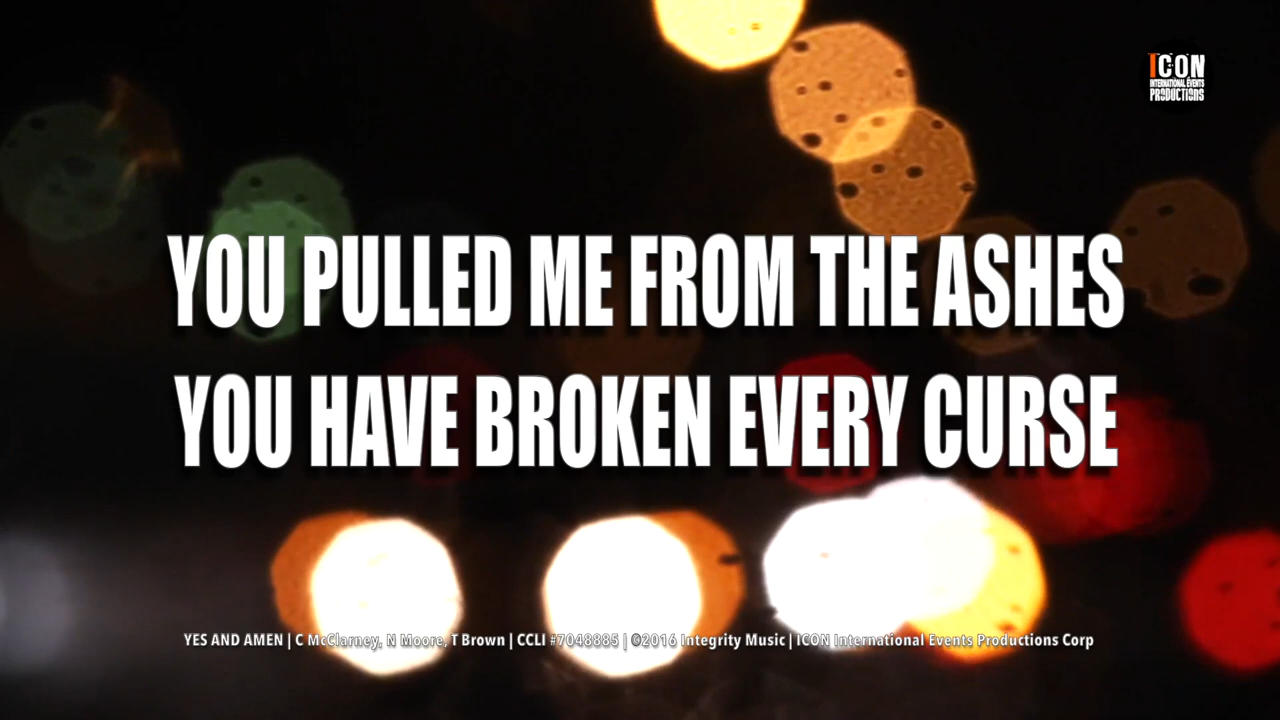 ICON
INTERNATIONAL EVENTS
PRODUCTIONS
YOU PULLED ME FROM THE ASHES
YOU HAVE BROKEN EVERY CURSE
YES AND AMEN | C McClarney, N Moore, T Brown | CCLI #7048885 | ©2016 Integrity Music | ICON International Events Productions Corp